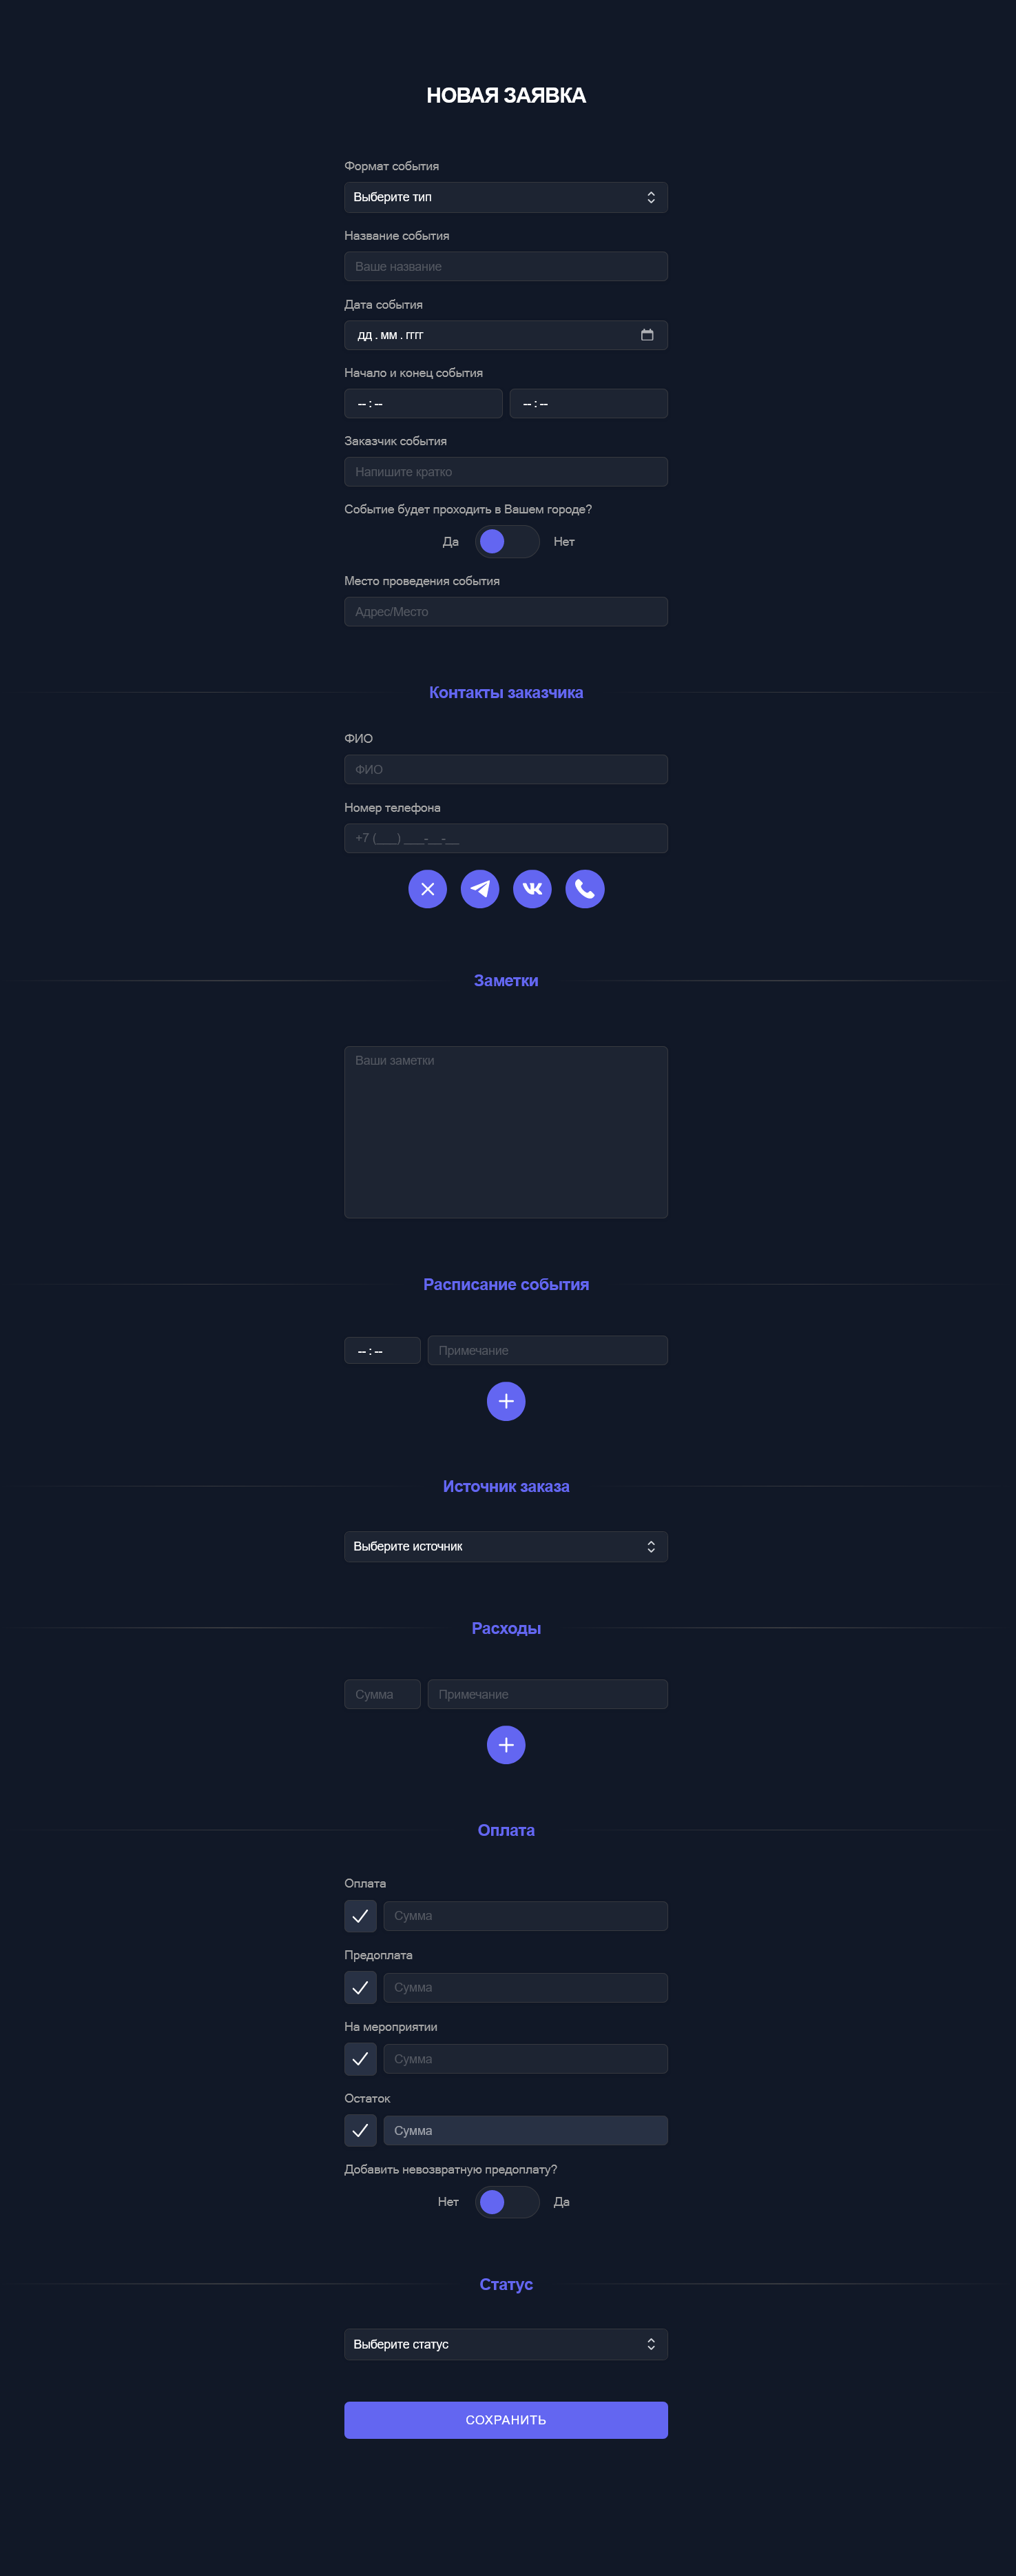 НОВАЯ ЗАЯВКА
Формат события
Выберите тип
Название события
Ваше название
Дата события
дд . мм . гггг
Начало и конец события
-- : -- -- : --
Заказчик события
Напишите кратко
Событие будет проходить в Вашем городе?
Да Нет
Место проведения события
Адрес/Место
Контакты заказчика
ФИО
ФИО
Номер телефона
+7 (___) ___-__-__
Заметки
Ваши заметки
Расписание события
-- : -- Примечание
Источник заказа
Выберите источник
Расходы
Сумма Примечание
Оплата
Оплата
Сумма
Предоплата
Сумма
На мероприятии
Сумма
Остаток
Сумма
Добавить невозвратную предоплату?
Нет Да
Статус
Выберите статус
СОХРАНИТЬ